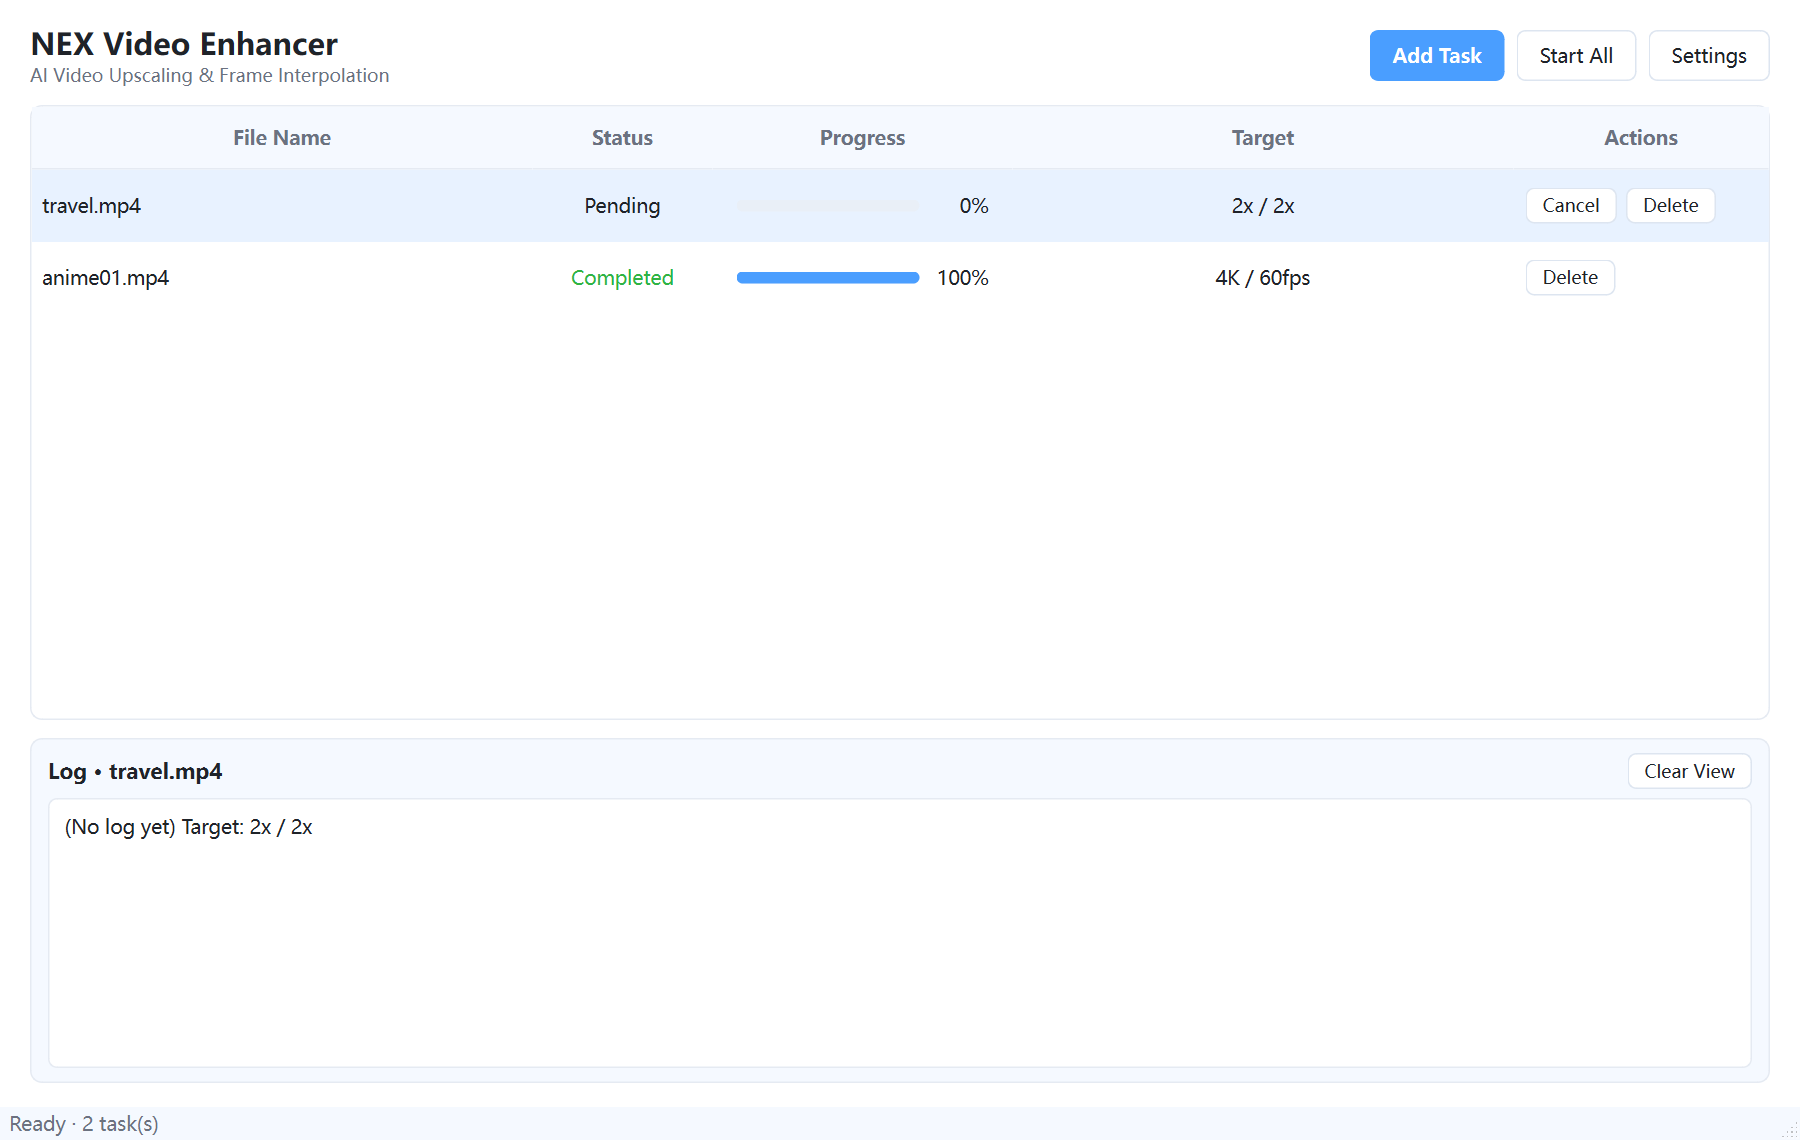 NEX Video Enhancer
AI Video Upscaling & Frame Interpolation
Add Task
Start All
Settings
File Name
Status
Progress
Target
Actions
travel.mp4
Pending
0%
2x / 2x
Cancel
Delete
anime01.mp4
Completed
100%
4K / 60fps
Delete
Log • travel.mp4
Clear View
(No log yet) Target: 2x / 2x
Ready · 2 task(s)